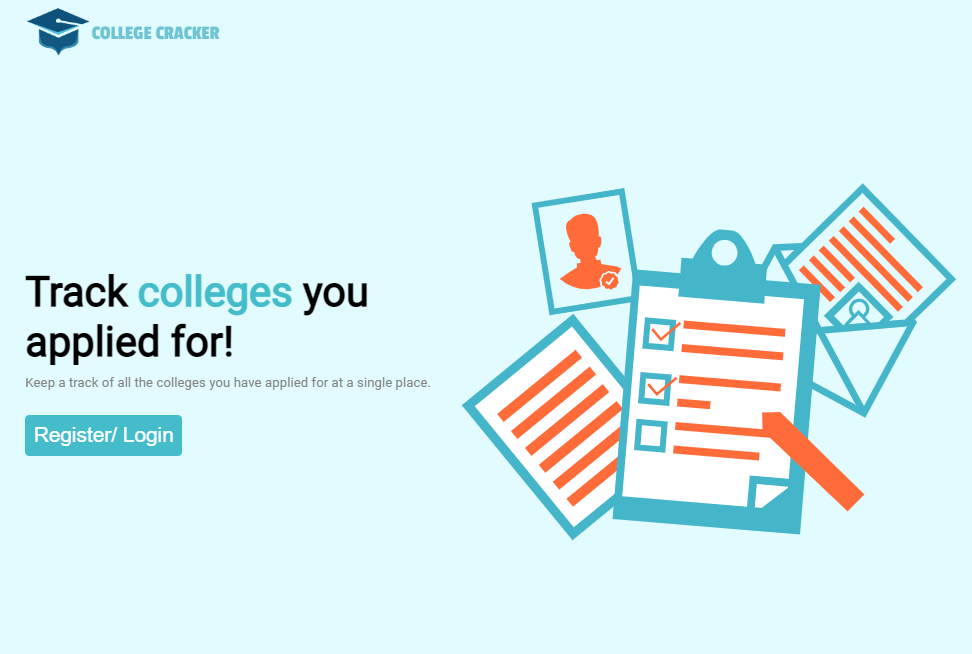 COLLEGE CRACKER
Track colleges you
applied for!
Keep a track of all the colleges you have applied for at a single place.
Register/ Login